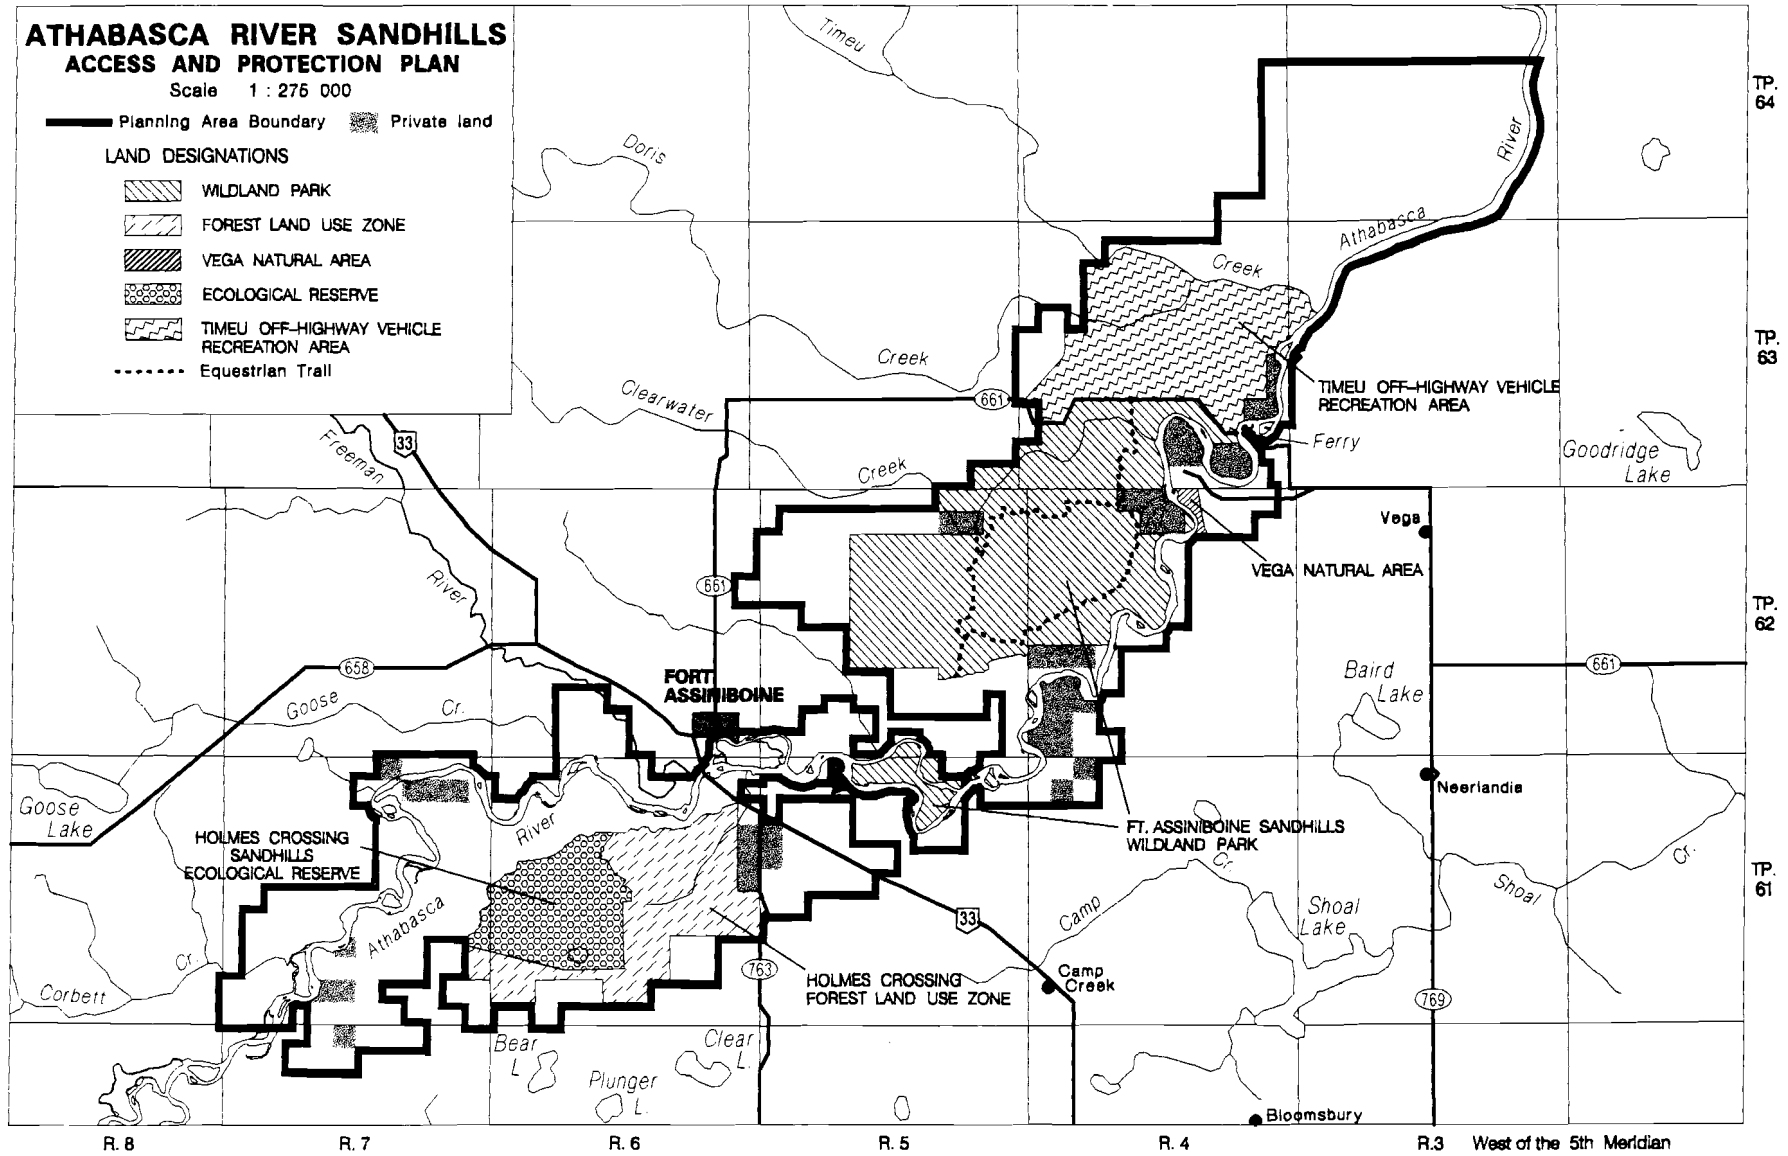 ATHABASCA RIVER SANDHILLS
ACCESS AND PROTECTION PLAN
Scale 1 : 275 000
Planning Area Boundary
Private land
LAND DESIGNATIONS
WILDLAND PARK
FOREST LAND USE ZONE
VEGA NATURAL AREA
ECOLOGICAL RESERVE
TIMEU OFF-HIGHWAY VEHICLE
RECREATION AREA
Equestrian Trail
Timeu
Doris
River
Athabasca
Creek
TP.
64
TP.
63
Creek
Clearwater
661
TIMEU OFF-HIGHWAY VEHICLE
RECREATION AREA
33
Freeman
Creek
Ferry
Goodridge
Lake
Vega
VEGA NATURAL AREA
River
661
TP.
62
658
FORT
ASSINIBOINE
Goose
Cr.
Baird
Lake
661
Goose
Lake
River
Neerlandia
HOLMES CROSSING
SANDHILLS
ECOLOGICAL RESERVE
FT. ASSINIBOINE SANDHILLS
WILDLAND PARK
Cr.
Cr.
TP.
61
Shoal
Athabasca
Camp
33
Shoal
Lake
Cr.
Corbett
763
HOLMES CROSSING
FOREST LAND USE ZONE
Camp
Creek
769
Bear
L
Clear
L.
Plunger
L.
Bloomsbury
R. 8
R. 7
R. 6
R. 5
R. 4
R.3
West of the 5th Meridian